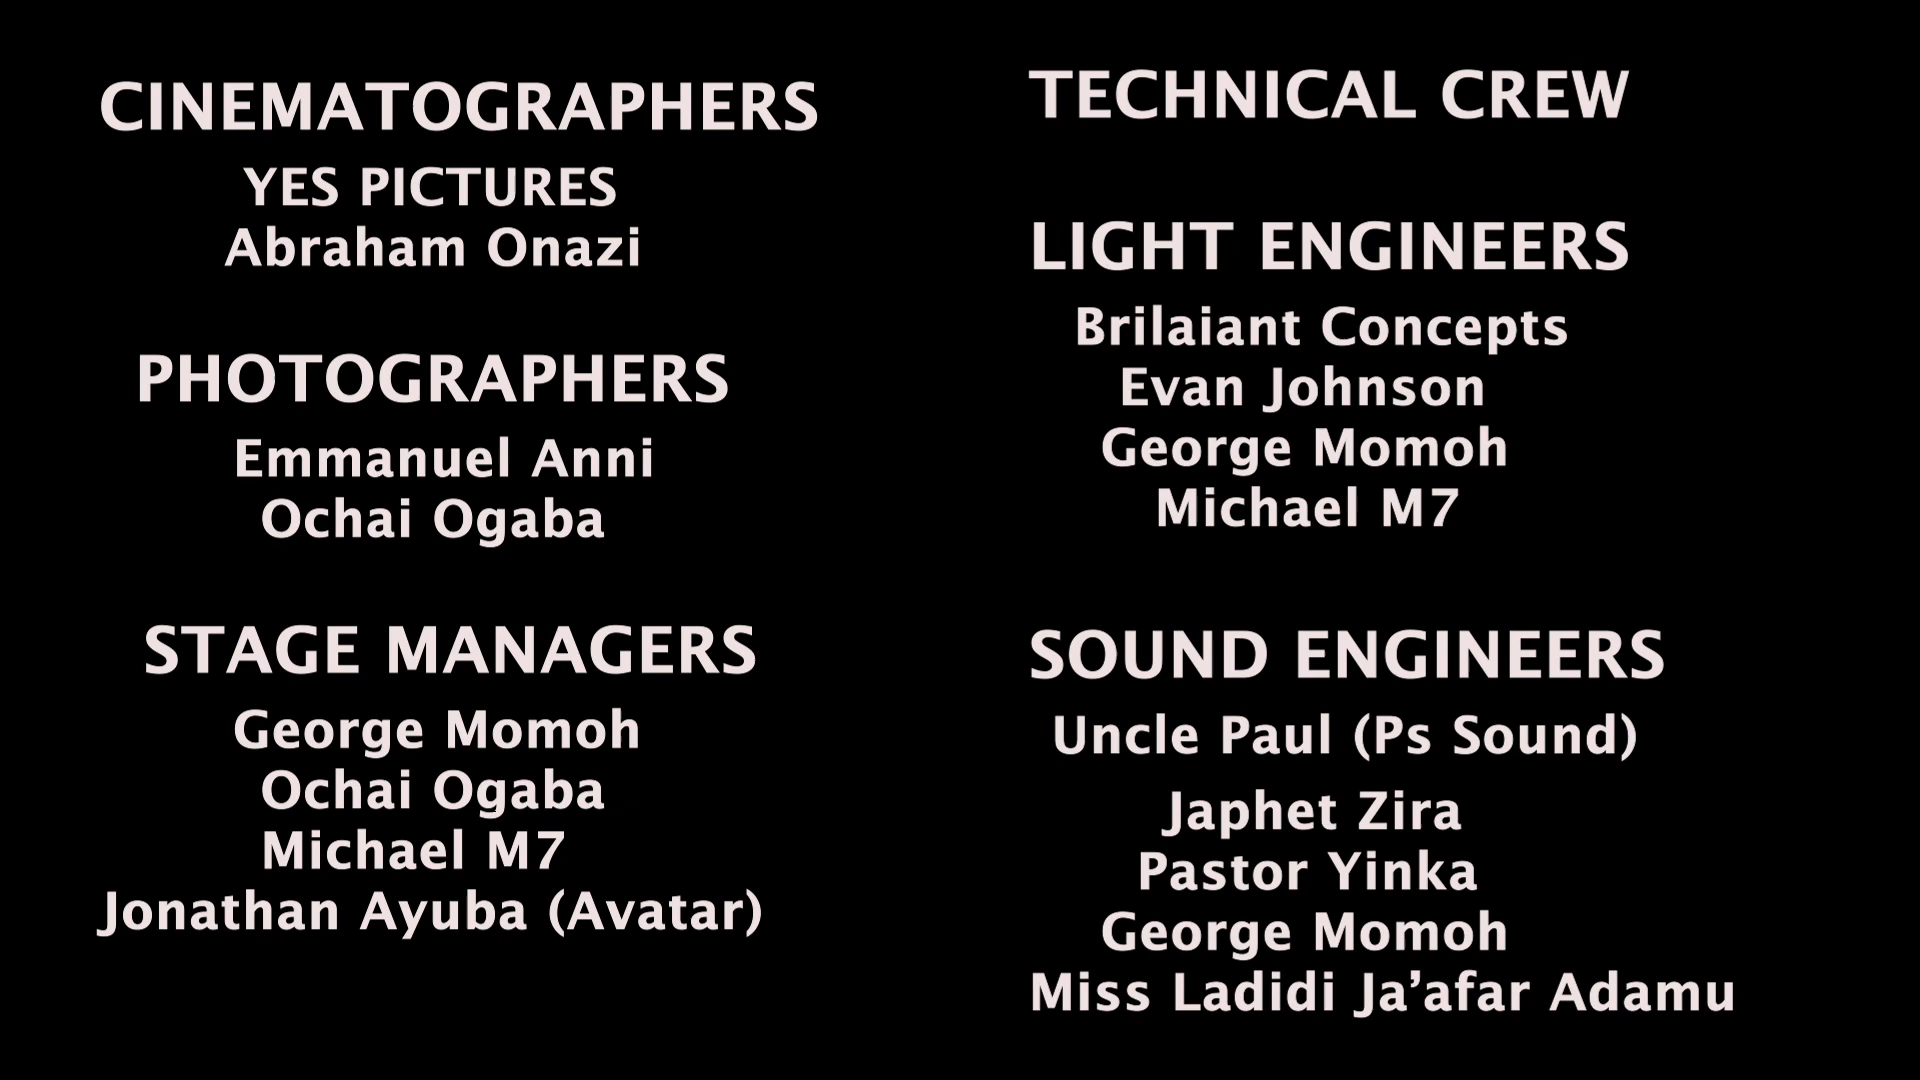 CINEMATOGRAPHERS
YES PICTURES
Abraham Onazi
PHOTOGRAPHERS
Emmanuel Anni
Ochai Ogaba
STAGE MANAGERS
George Momoh
Ochai Ogaba
Michael M7
Jonathan Ayuba (Avatar)
TECHNICAL CREW
LIGHT ENGINEERS
Brilaiant Concepts
Evan Johnson
George Momoh
Michael M7
SOUND ENGINEERS
Uncle Paul (Ps Sound)
Japhet Zira
Pastor Yinka
George Momoh
Miss Ladidi Ja’afar Adamu